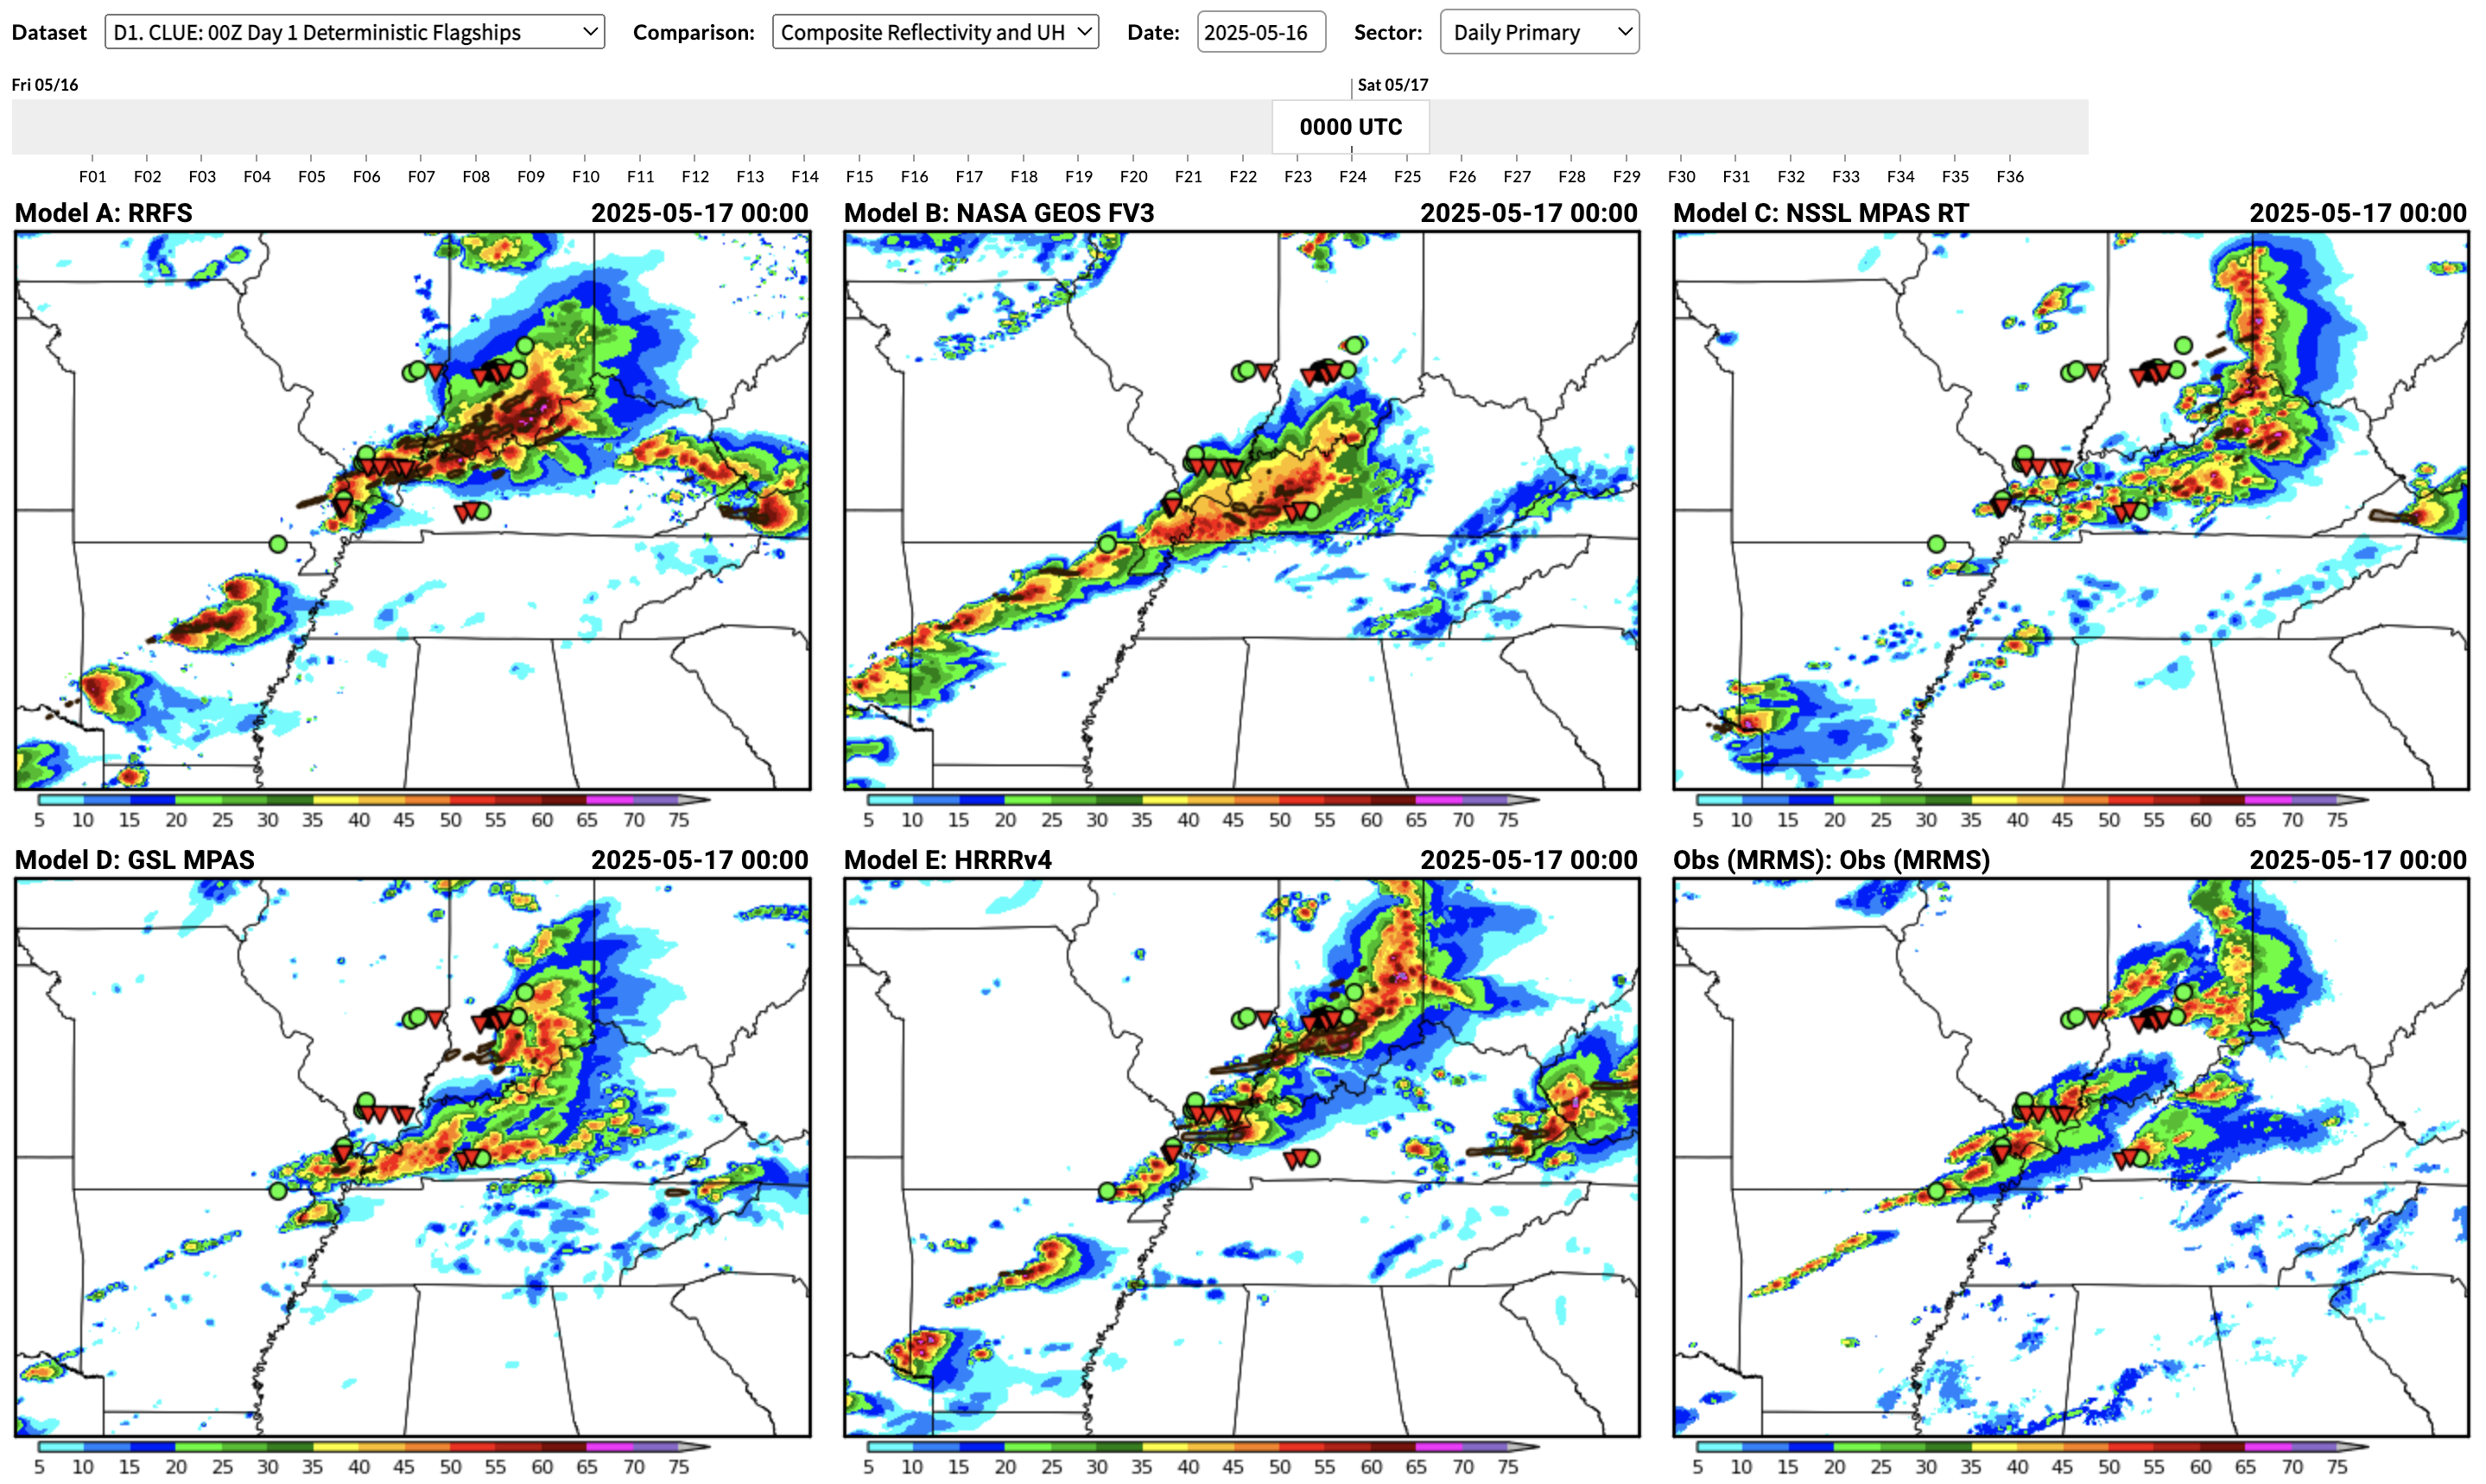 Dataset D1. CLUE: 00Z Day 1 Deterministic Flagships Comparison: Composite Reflectivity and UH Date: 2025-05-16 Sector: Daily Primary
Fri 05/16 Sat 05/17
0000 UTC
F01 F02 F03 F04 F05 F06 F07 F08 F09 F10 F11 F12 F13 F14 F15 F16 F17 F18 F19 F20 F21 F22 F23 F24 F25 F26 F27 F28 F29 F30 F31 F32 F33 F34 F35 F36
Model A: RRFS 2025-05-17 00:00 Model B: NASA GEOS FV3 2025-05-17 00:00 Model C: NSSL MPAS RT 2025-05-17 00:00
5 10 15 20 25 30 35 40 45 50 55 60 65 70 75 5 10 15 20 25 30 35 40 45 50 55 60 65 70 75 5 10 15 20 25 30 35 40 45 50 55 60 65 70 75
Model D: GSL MPAS 2025-05-17 00:00 Model E: HRRRv4 2025-05-17 00:00 Obs (MRMS): Obs (MRMS) 2025-05-17 00:00
5 10 15 20 25 30 35 40 45 50 55 60 65 70 75 5 10 15 20 25 30 35 40 45 50 55 60 65 70 75 5 10 15 20 25 30 35 40 45 50 55 60 65 70 75